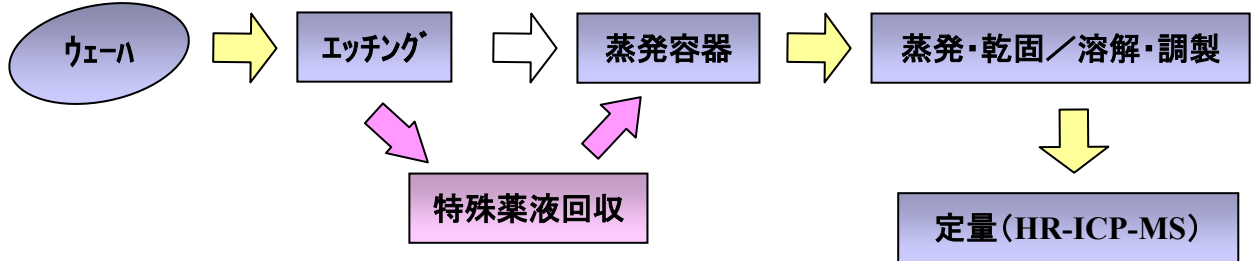 ｳｪｰﾊ
エッチング
蒸発容器
蒸発・乾固／溶解・調製
特殊薬液回収
定量（HR-ICP-MS）